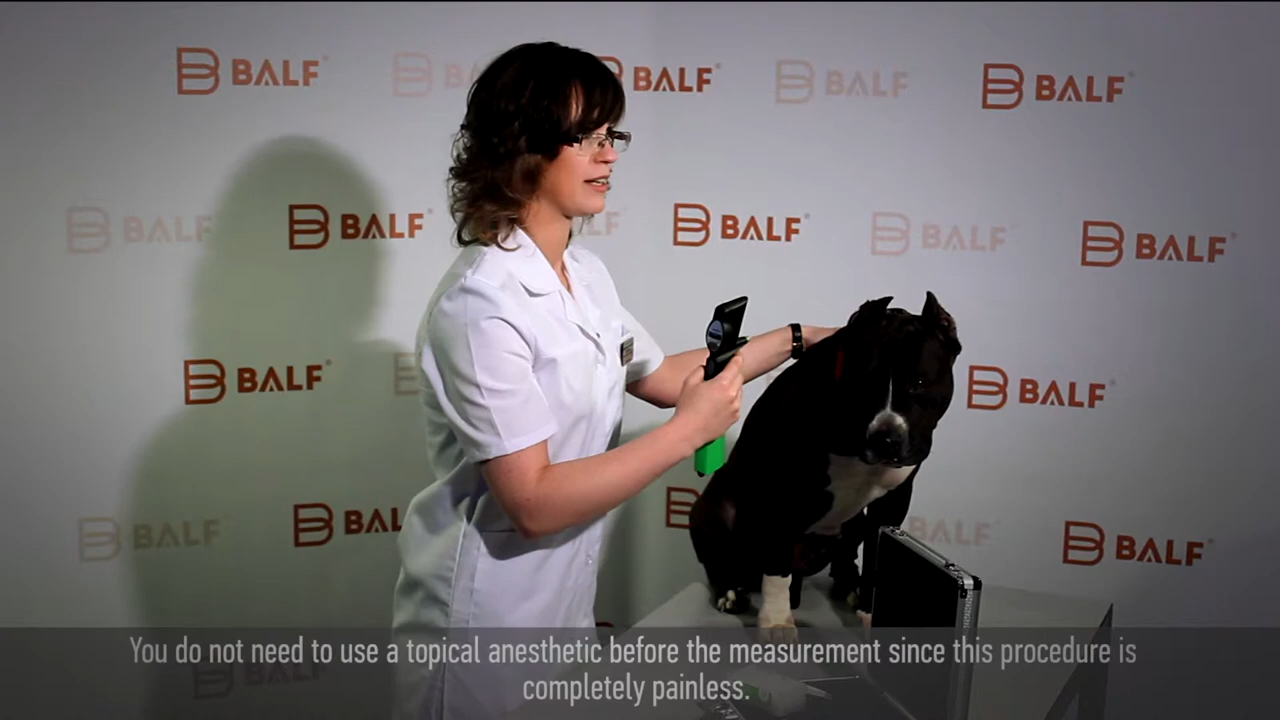 BALF BALF BALF BALF
BALF BALF BALF BALF BALF
BALF BALF
BALF BALF BALF
You do not need to use a topical anesthetic before the measurement since this procedure is
completely painless.
BALF